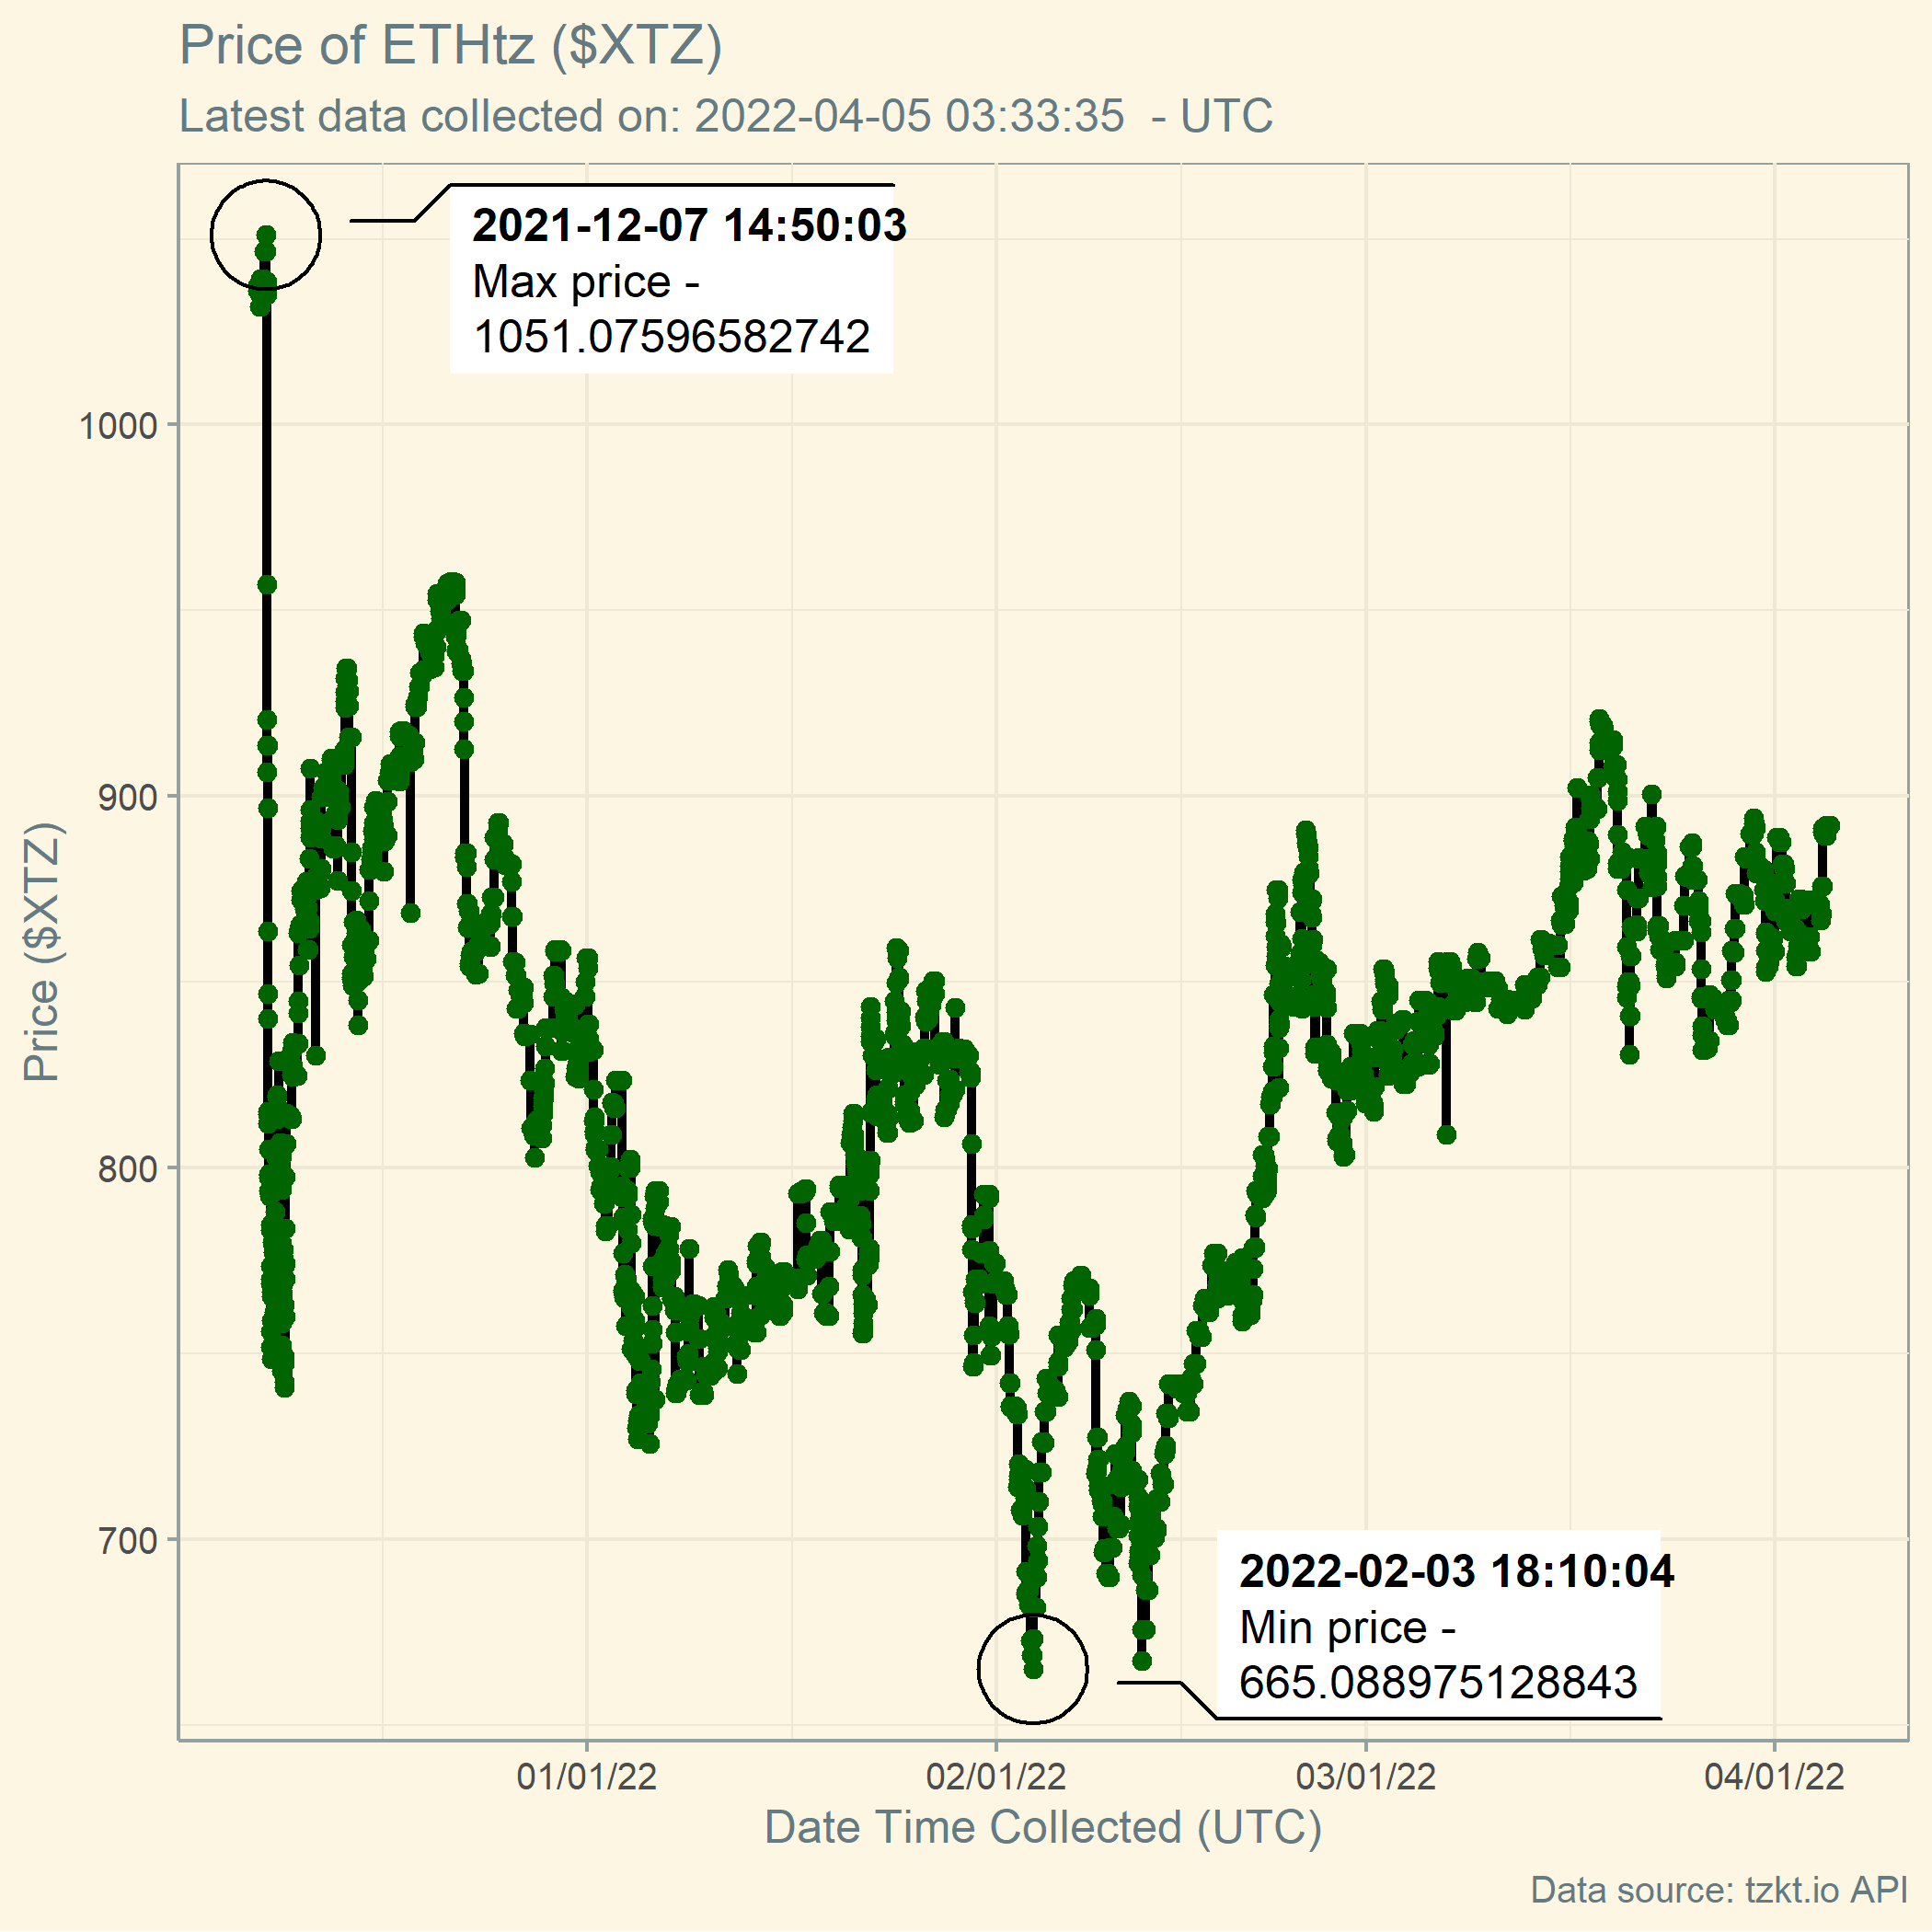 Price of ETHtz ($XTZ)
Latest data collected on: 2022-04-05 03:33:35  - UTC
2021-12-07 14:50:03
Max price -
1051.07596582742
1000
900
800
700
Price ($XTZ)
2022-02-03 18:10:04
Min price -
665.088975128843
01/01/22
02/01/22
03/01/22
04/01/22
Date Time Collected (UTC)
Data source: tzkt.io API